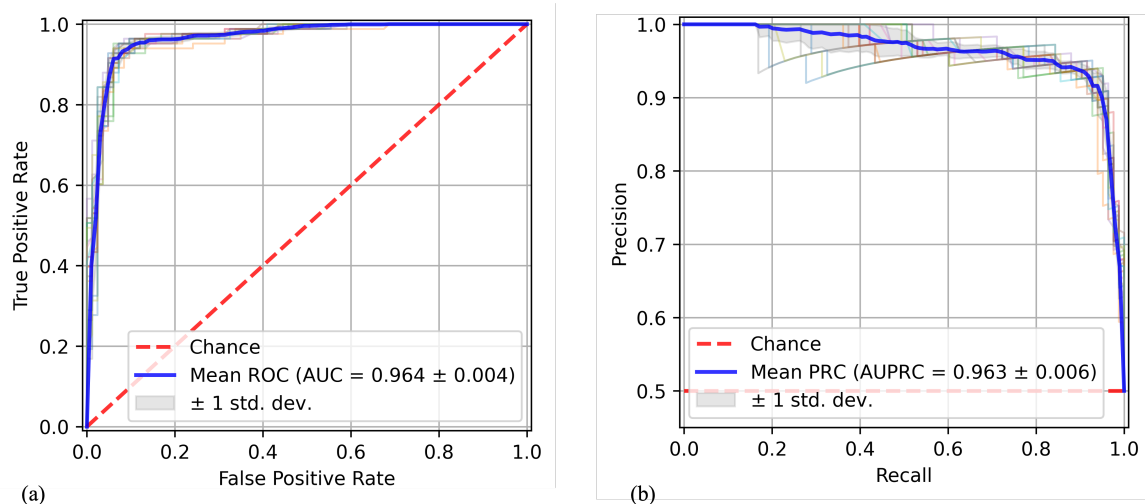 1.0
0.8
0.6
0.4
0.2
0.0
True Positive Rate
0.0 0.2 0.4 0.6 0.8 1.0
False Positive Rate
Chance
Mean ROC (AUC = 0.964 ± 0.004)
± 1 std. dev.
(a)
1.0
0.9
0.8
0.7
0.6
0.5
Precision
0.0 0.2 0.4 0.6 0.8 1.0
Recall
Chance
Mean PRC (AUPRC = 0.963 ± 0.006)
± 1 std. dev.
(b)